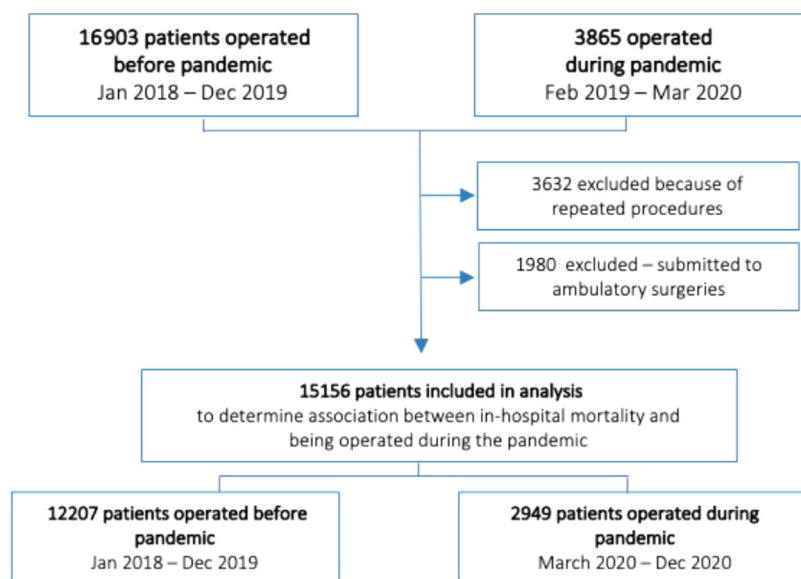 16903 patients operated
before pandemic
Jan 2018 – Dec 2019
3865 operated
during pandemic
Feb 2019 – Mar 2020
3632 excluded because of
repeated procedures
1980 excluded – submitted to
ambulatory surgeries
15156 patients included in analysis
to determine association between in-hospital mortality and
being operated during the pandemic
12207 patients operated before
pandemic
Jan 2018 – Dec 2019
2949 patients operated during
pandemic
March 2020 – Dec 2020